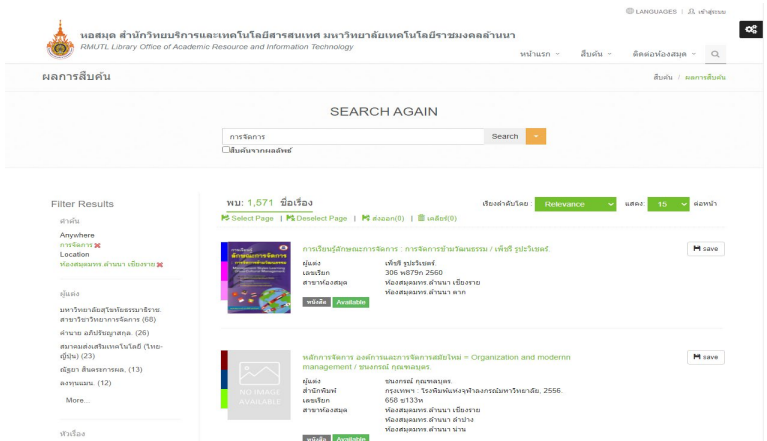 LANGUAGES | เข้าสู่ระบบ
หอสมุด สำนักวิทยบริการและเทคโนโลยีสารสนเทศ มหาวิทยาลัยเทคโนโลยีราชมงคลล้านนา
RMUTL Library Office of Academic Resource and Information Technology
หน้าแรก สืบค้น ติดต่อห้องสมุด
ผลการสืบค้น
สืบค้น / ผลการสืบค้น
SEARCH AGAIN
การจัดการ Search
สืบค้นจากผลลัพธ์
Filter Results
คำค้น
Anywhere
การจัดการ
Location
ห้องสมุดมทร.ล้านนา เชียงราย
ผู้แต่ง
มหาวิทยาลัยสุโขทัยธรรมาธิราช.
สาขาวิชาวิทยาการจัดการ (68)
คำนาย อภิปรัชญาสกุล. (26)
สมาคมส่งเสริมเทคโนโลยี (ไทย-
ญี่ปุ่น) (23)
ณัฐยา สินตระการผล. (13)
ลงทุนแมน. (12)
More...
หัวเรื่อง
พบ: 1,571 ชื่อเรื่อง
เรียงลำดับโดย : Relevance แสดง: 15 ต่อหน้า
Select Page | Deselect Page | ส่งออก(0) | เคลียร์(0)
การเรียนรู้ลักษณะการจัดการ : การจัดการข้ามวัฒนธรรม / เพ็ชรี รูปะวิเชตร์.
save
ผู้แต่ง เพ็ชรี รูปะวิเชตร์.
เลขเรียก 306 พ879ก 2560
สาขาห้องสมุด ห้องสมุดมทร.ล้านนา เชียงราย
ห้องสมุดมทร.ล้านนา ตาก
หนังสือ Available
หลักการจัดการ องค์การและการจัดการสมัยใหม่ = Organization and modernn
management / ชนงกรณ์ กุณฑลบุตร.
save
NO IMAGE
AVAILABLE
ผู้แต่ง ชนงกรณ์ กุณฑลบุตร.
สำนักพิมพ์ กรุงเทพฯ : โรงพิมพ์แห่งจุฬาลงกรณ์มหาวิทยาลัย, 2556.
เลขเรียก 658 ช133ห
สาขาห้องสมุด ห้องสมุดมทร.ล้านนา เชียงราย
ห้องสมุดมทร.ล้านนา ลำปาง
ห้องสมุดมทร.ล้านนา น่าน
หนังสือ Available